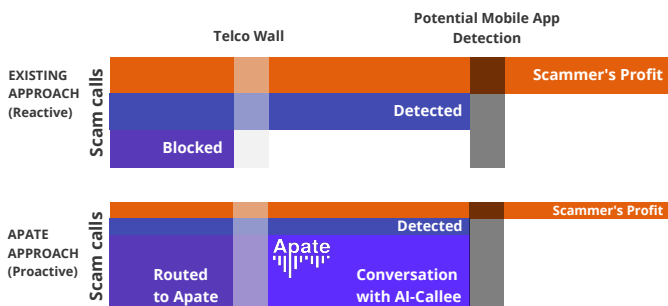 Potential Mobile App
Detection
Telco Wall
EXISTING
APPROACH
(Reactive)
Scam calls
Scammer's Profit
Detected
Blocked
APATE
APPROACH
(Proactive)
Scam calls
Scammer's Profit
Detected
Apate
Routed
to Apate
Conversation
with AI-Callee